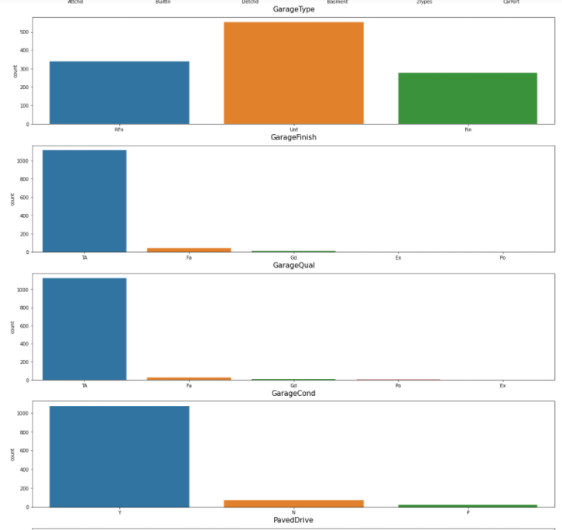 Attchd BuiltIn Detchd Basment 2Types CarPort
GarageType
500
400
300
200
100
0
count
RFn Unf Fin
GarageFinish
1000
800
600
400
200
0
count
TA Fa Gd Ex Po
GarageQual
1000
800
600
400
200
0
count
TA Fa Gd Po Ex
GarageCond
1000
800
600
400
200
0
count
Y N P
PavedDrive